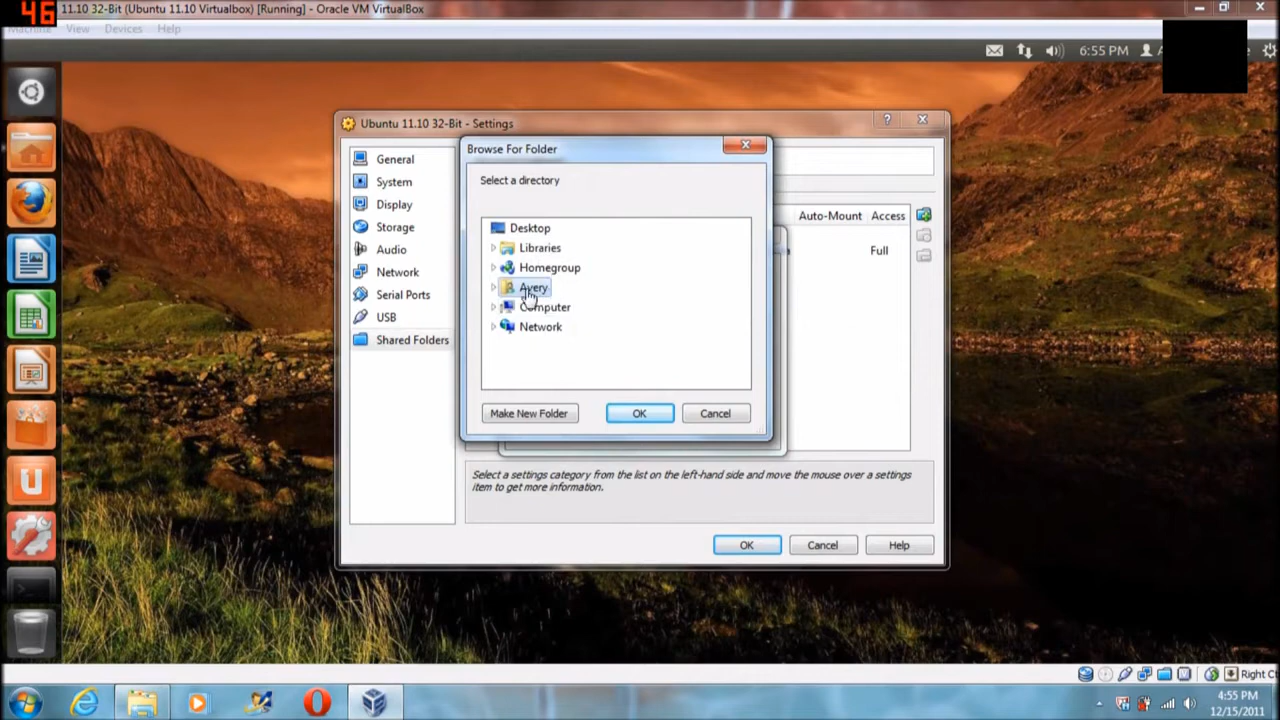 46
11.10 32-Bit (Ubuntu 11.10 Virtualbox) [Running] - Oracle VM VirtualBox
Machine View Devices Help
6:55 PM
Ubuntu 11.10 32-Bit - Settings
General
System
Display
Storage
Audio
Network
Serial Ports
USB
Shared Folders
Browse For Folder
Select a directory
Desktop
Libraries
Homegroup
Avery
Computer
Network
Make New Folder OK Cancel
Auto-Mount Access
Full
Select a settings category from the list on the left-hand side and move the mouse over a settings
item to get more information.
OK Cancel Help
Right C
4:55 PM
12/15/2011